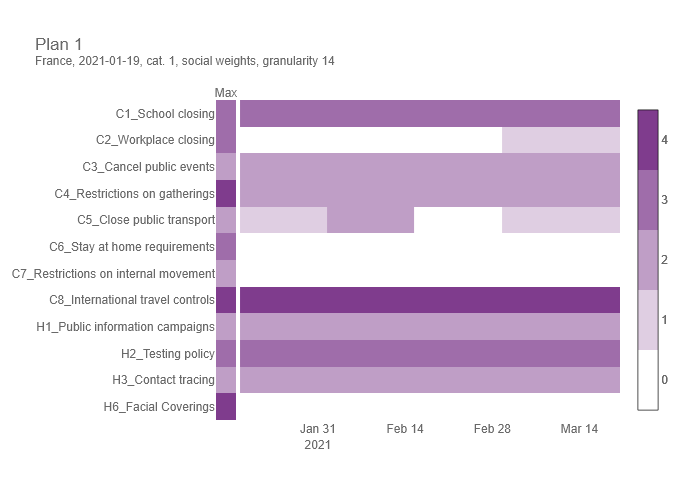 Plan 1
France, 2021-01-19, cat. 1, social weights, granularity 14
Max
C1_School closing
C2_Workplace closing
C3_Cancel public events
C4_Restrictions on gatherings
C5_Close public transport
C6_Stay at home requirements
C7_Restrictions on internal movement
C8_International travel controls
H1_Public information campaigns
H2_Testing policy
H3_Contact tracing
H6_Facial Coverings
Jan 31 Feb 14 Feb 28 Mar 14
2021
4
3
2
1
0